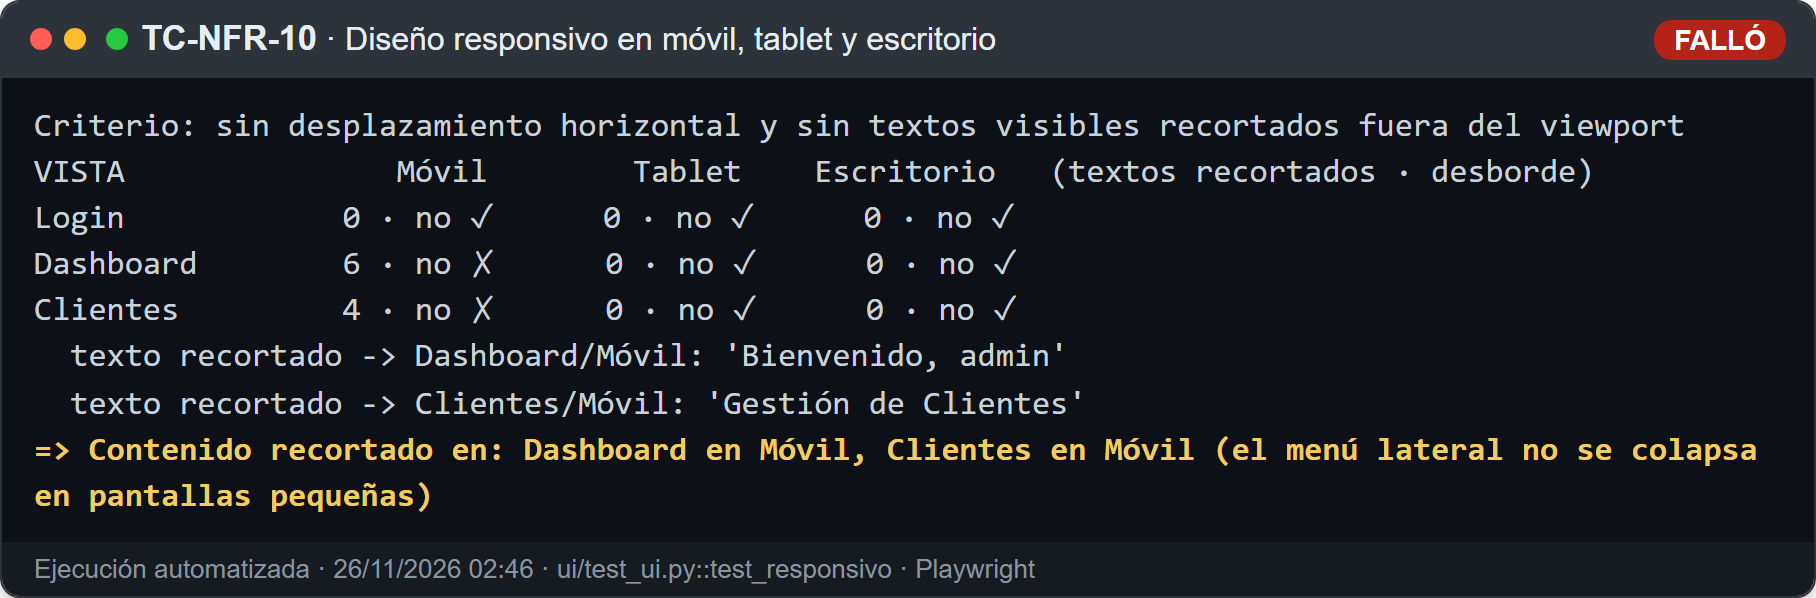 TC-NFR-10 · Diseño responsivo en móvil, tablet y escritorio FALLÓ
Criterio: sin desplazamiento horizontal y sin textos visibles recortados fuera del viewport
VISTA Móvil Tablet Escritorio (textos recortados · desborde)
Login 0 · no ✓ 0 · no ✓ 0 · no ✓
Dashboard 6 · no ✗ 0 · no ✓ 0 · no ✓
Clientes 4 · no ✗ 0 · no ✓ 0 · no ✓
texto recortado -> Dashboard/Móvil: 'Bienvenido, admin'
texto recortado -> Clientes/Móvil: 'Gestión de Clientes'
=> Contenido recortado en: Dashboard en Móvil, Clientes en Móvil (el menú lateral no se colapsa
en pantallas pequeñas)
Ejecución automatizada · 26/11/2026 02:46 · ui/test_ui.py::test_responsivo · Playwright